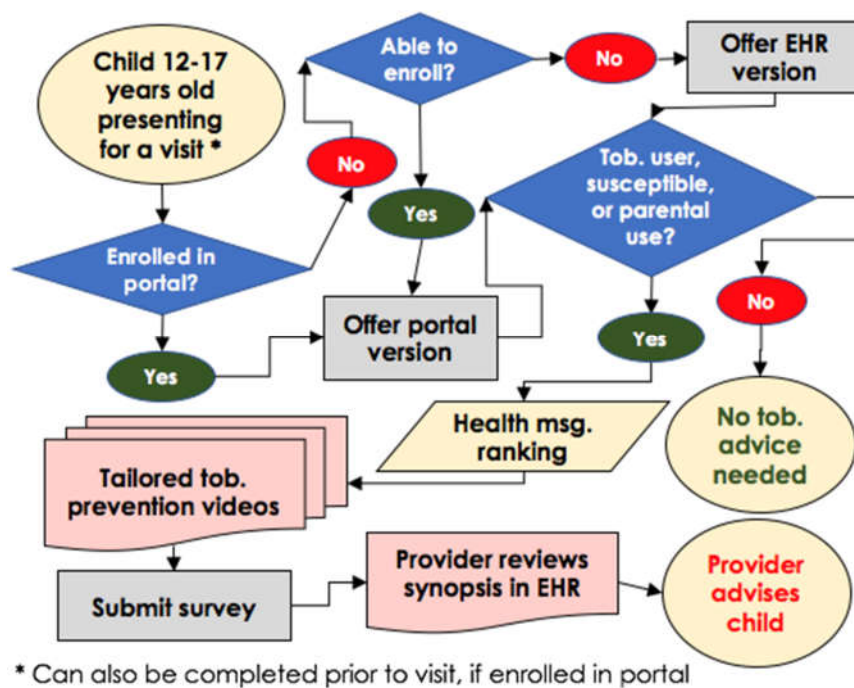 Child 12-17
years old
presenting
for a visit *
Enrolled in
portal?
No
Yes
Able to
enroll?
No
Yes
Offer EHR
version
Offer portal
version
Tob. user,
susceptible,
or parental
use?
No
Yes
No tob.
advice
needed
Health msg.
ranking
Tailored tob.
prevention videos
Submit survey
Provider reviews
synopsis in EHR
Provider
advises
child
* Can also be completed prior to visit, if enrolled in portal